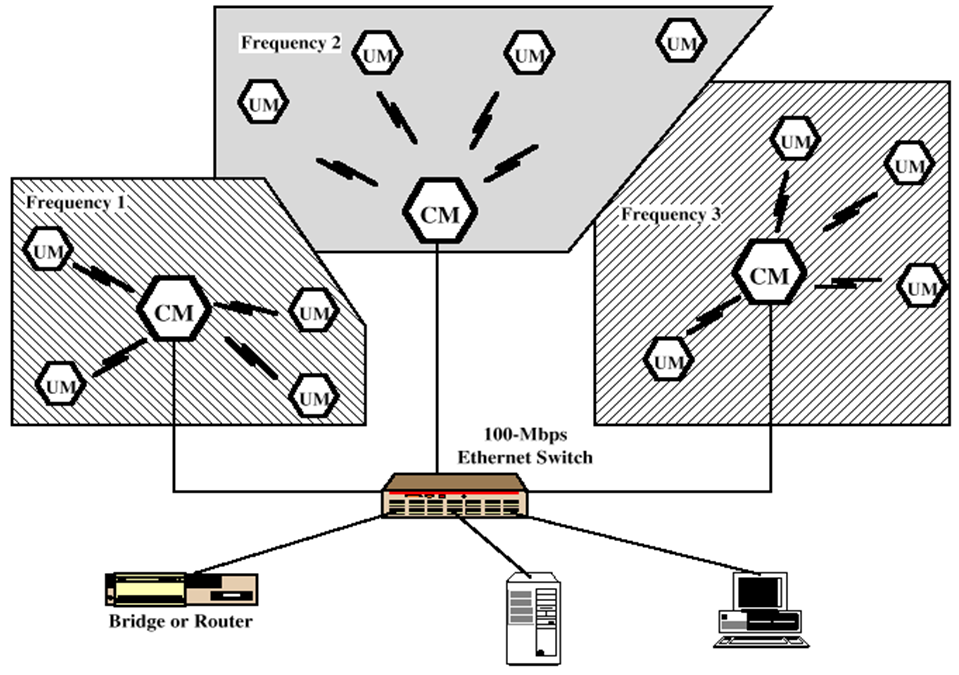 Frequency 2
UM
UM
UM
UM
CM
Frequency 1
UM
CM
UM
UM
UM
Frequency 3
UM
UM
CM
UM
UM
100-Mbps
Ethernet Switch
Bridge or Router